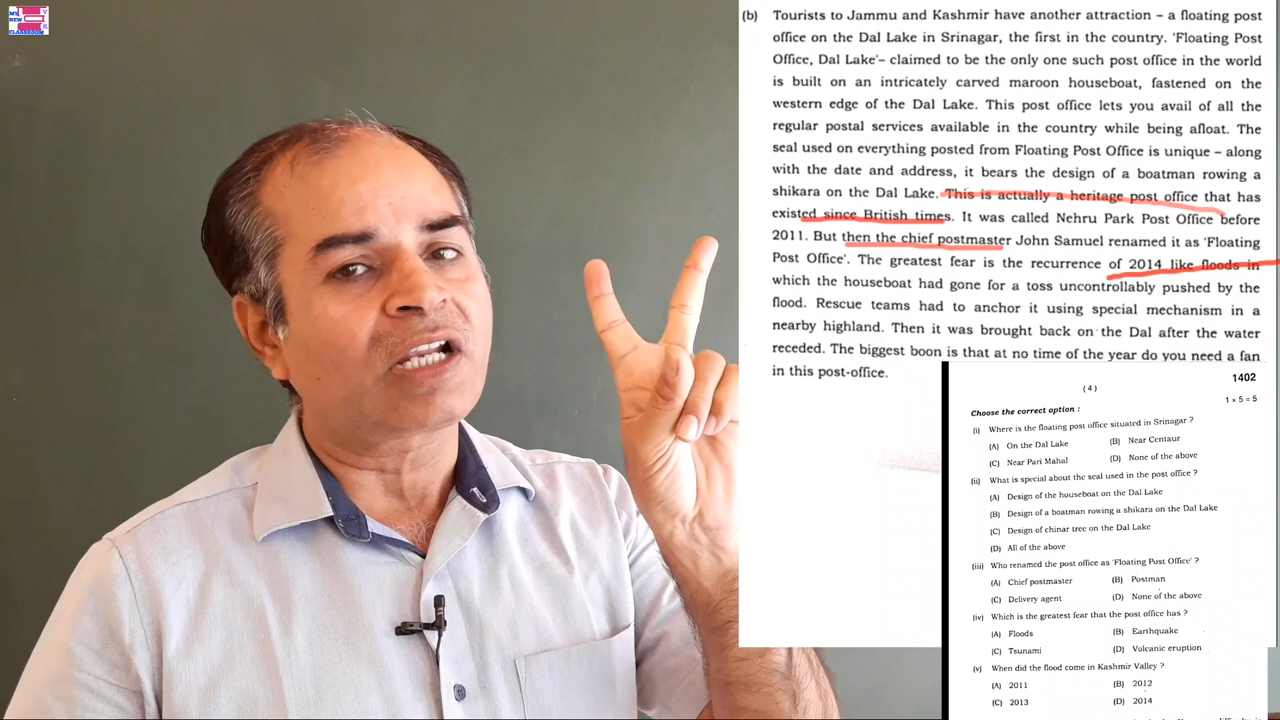 MY
NEW
CLASSROOM
V
K
(b) Tourists to Jammu and Kashmir have another attraction – a floating post
office on the Dal Lake in Srinagar, the first in the country. 'Floating Post
Office, Dal Lake'– claimed to be the only one such post office in the world
is built on an intricately carved maroon houseboat, fastened on the
western edge of the Dal Lake. This post office lets you avail of all the
regular postal services available in the country while being afloat. The
seal used on everything posted from Floating Post Office is unique – along
with the date and address, it bears the design of a boatman rowing a
shikara on the Dal Lake. This is actually a heritage post office that has
existed since British times. It was called Nehru Park Post Office before
2011. But then the chief postmaster John Samuel renamed it as 'Floating
Post Office'. The greatest fear is the recurrence of 2014 like floods in
which the houseboat had gone for a toss uncontrollably pushed by the
flood. Rescue teams had to anchor it using special mechanism in a
nearby highland. Then it was brought back on the Dal after the water
receded. The biggest boon is that at no time of the year do you need a fan
in this post-office.
(4) 1402
Choose the correct option : 1 × 5 = 5
(i) Where is the floating post office situated in Srinagar ?
(A) On the Dal Lake (B) Near Centaur
(C) Near Pari Mahal (D) None of the above
(ii) What is special about the seal used in the post office ?
(A) Design of the houseboat on the Dal Lake
(B) Design of a boatman rowing a shikara on the Dal Lake
(C) Design of chinar tree on the Dal Lake
(D) All of the above
(iii) Who renamed the post office as 'Floating Post Office' ?
(A) Chief postmaster (B) Postman
(C) Delivery agent (D) None of the above
(iv) Which is the greatest fear that the post office has ?
(A) Floods (B) Earthquake
(C) Tsunami (D) Volcanic eruption
(v) When did the flood come in Kashmir Valley ?
(A) 2011 (B) 2012
(C) 2013 (D) 2014